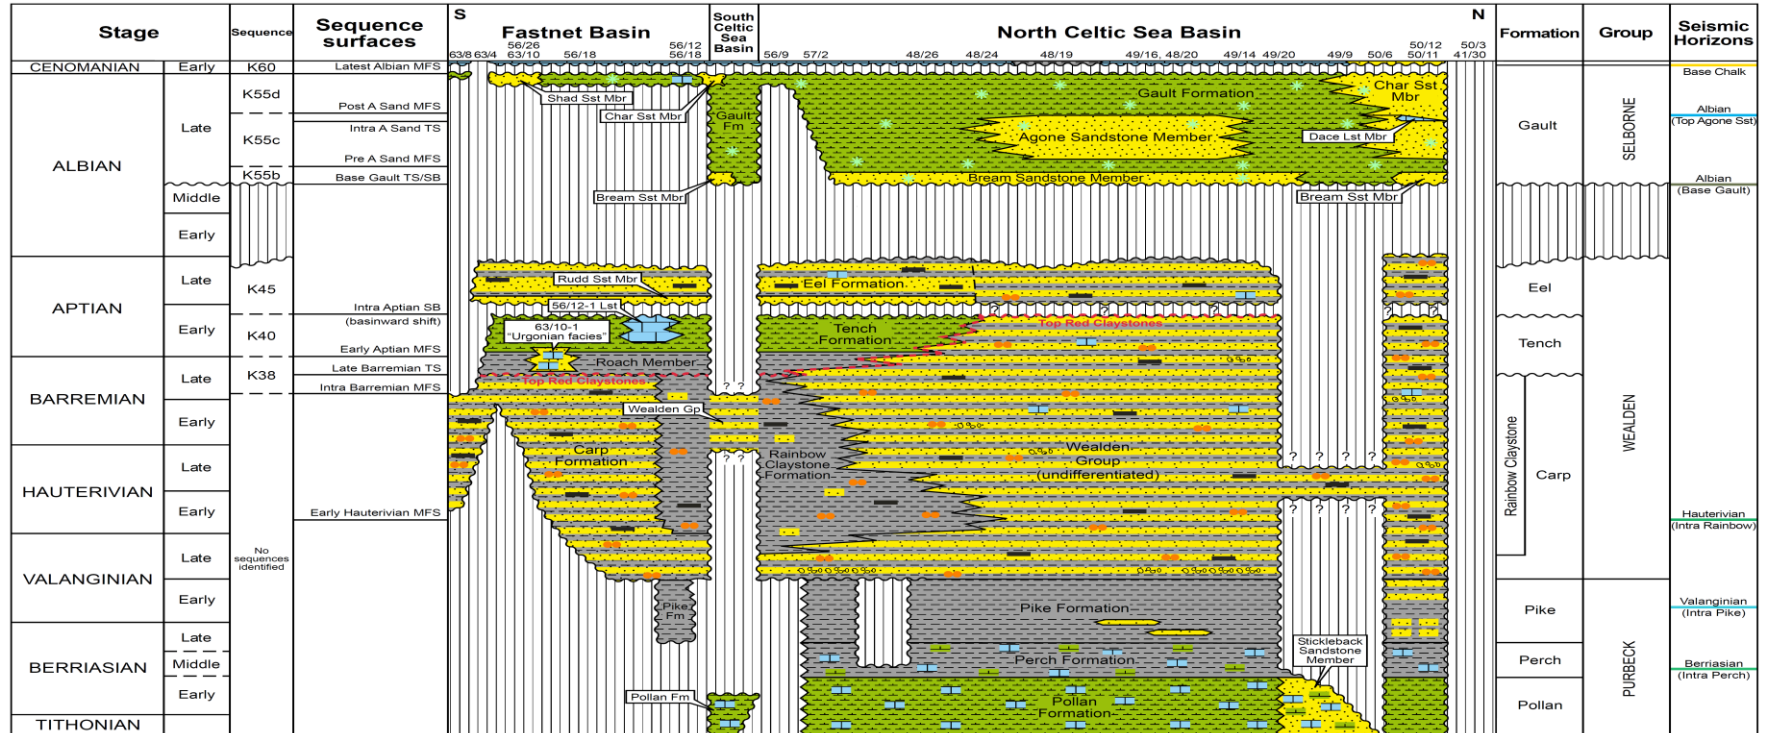 Stage
Sequence
Sequence
surfaces
S
Fastnet Basin
South
Celtic
Sea
Basin
North Celtic Sea Basin
N
Formation
Group
Seismic
Horizons
63/8
63/4
56/26
63/10
56/18
56/12
56/18
56/9
57/2
48/26
48/24
48/19
49/16, 48/20
49/14
49/20
49/9
50/6
50/12
50/11
50/3
41/30
CENOMANIAN
Early
K60
Latest Albian MFS
Base Chalk
ALBIAN
Late
Middle
Early
K55d
K55c
K55b
Post A Sand MFS
Intra A Sand TS
Pre A Sand MFS
Base Gault TS/SB
Shad Sst Mbr
Char Sst Mbr
Gault
Fm
Bream Sst Mbr
Gault Formation
Char Sst
Mbr
Agone Sandstone Member
Dace Lst Mbr
Bream Sandstone Member
Bream Sst Mbr
Gault
SELBORNE
Albian
(Top Agone Sst)
Albian
(Base Gault)
APTIAN
Late
Early
K45
K40
Intra Aptian SB
(basinward shift)
Early Aptian MFS
Rudd Sst Mbr
56/12-1 Lst
63/10-1
"Urgonian facies"
Roach Member
Eel Formation
Tench
Formation
? ? ? ? ?
Top Red Claystones
Eel
Tench
BARREMIAN
Late
Early
K38
Late Barremian TS
Intra Barremian MFS
Top Red Claystones
? ?
Wealden Gp
? ?
Carp
Formation
Rainbow
Claystone
Formation
Wealden
Group
(undifferentiated)
? ? ? ?
? ? ? ?
Rainbow Claystone
Carp
WEALDEN
HAUTERIVIAN
Late
Early
Early Hauterivian MFS
Hauterivian
(Intra Rainbow)
VALANGINIAN
Late
Early
No
sequences
identified
Pike
Fm
Pike Formation
Pike
Valanginian
(Intra Pike)
BERRIASIAN
Late
Middle
Early
Perch Formation
Stickleback
Sandstone
Member
Perch
PURBECK
Berriasian
(Intra Perch)
Pollan Fm
Pollan
Formation
Pollan
TITHONIAN